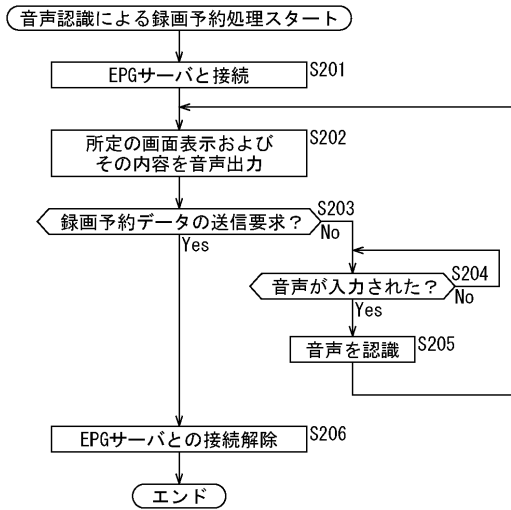 音声認識による録画予約処理スタート
EPGサーバと接続
S201
所定の画面表示および
その内容を音声出力
S202
録画予約データの送信要求？
S203
No
Yes
音声が入力された？
S204
No
Yes
音声を認識
S205
EPGサーバとの接続解除
S206
エンド